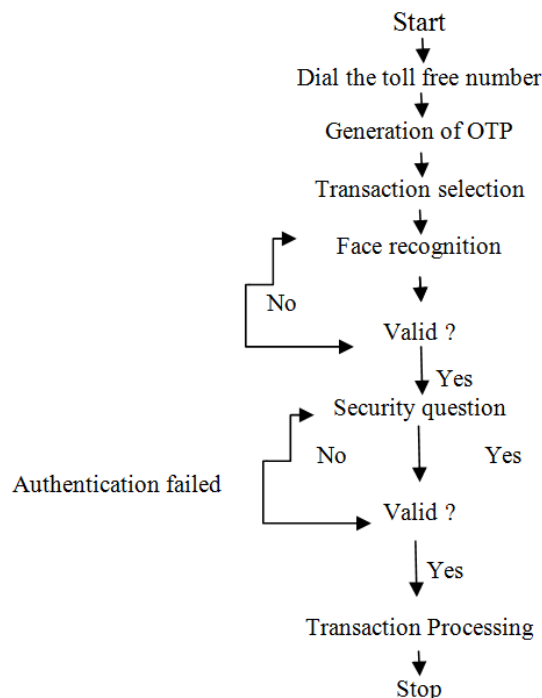 Start
Dial the toll free number
Generation of OTP
Transaction selection
Face recognition
No
Valid ?
Yes
Security question
No
Yes
Authentication failed
Valid ?
Yes
Transaction Processing
Stop